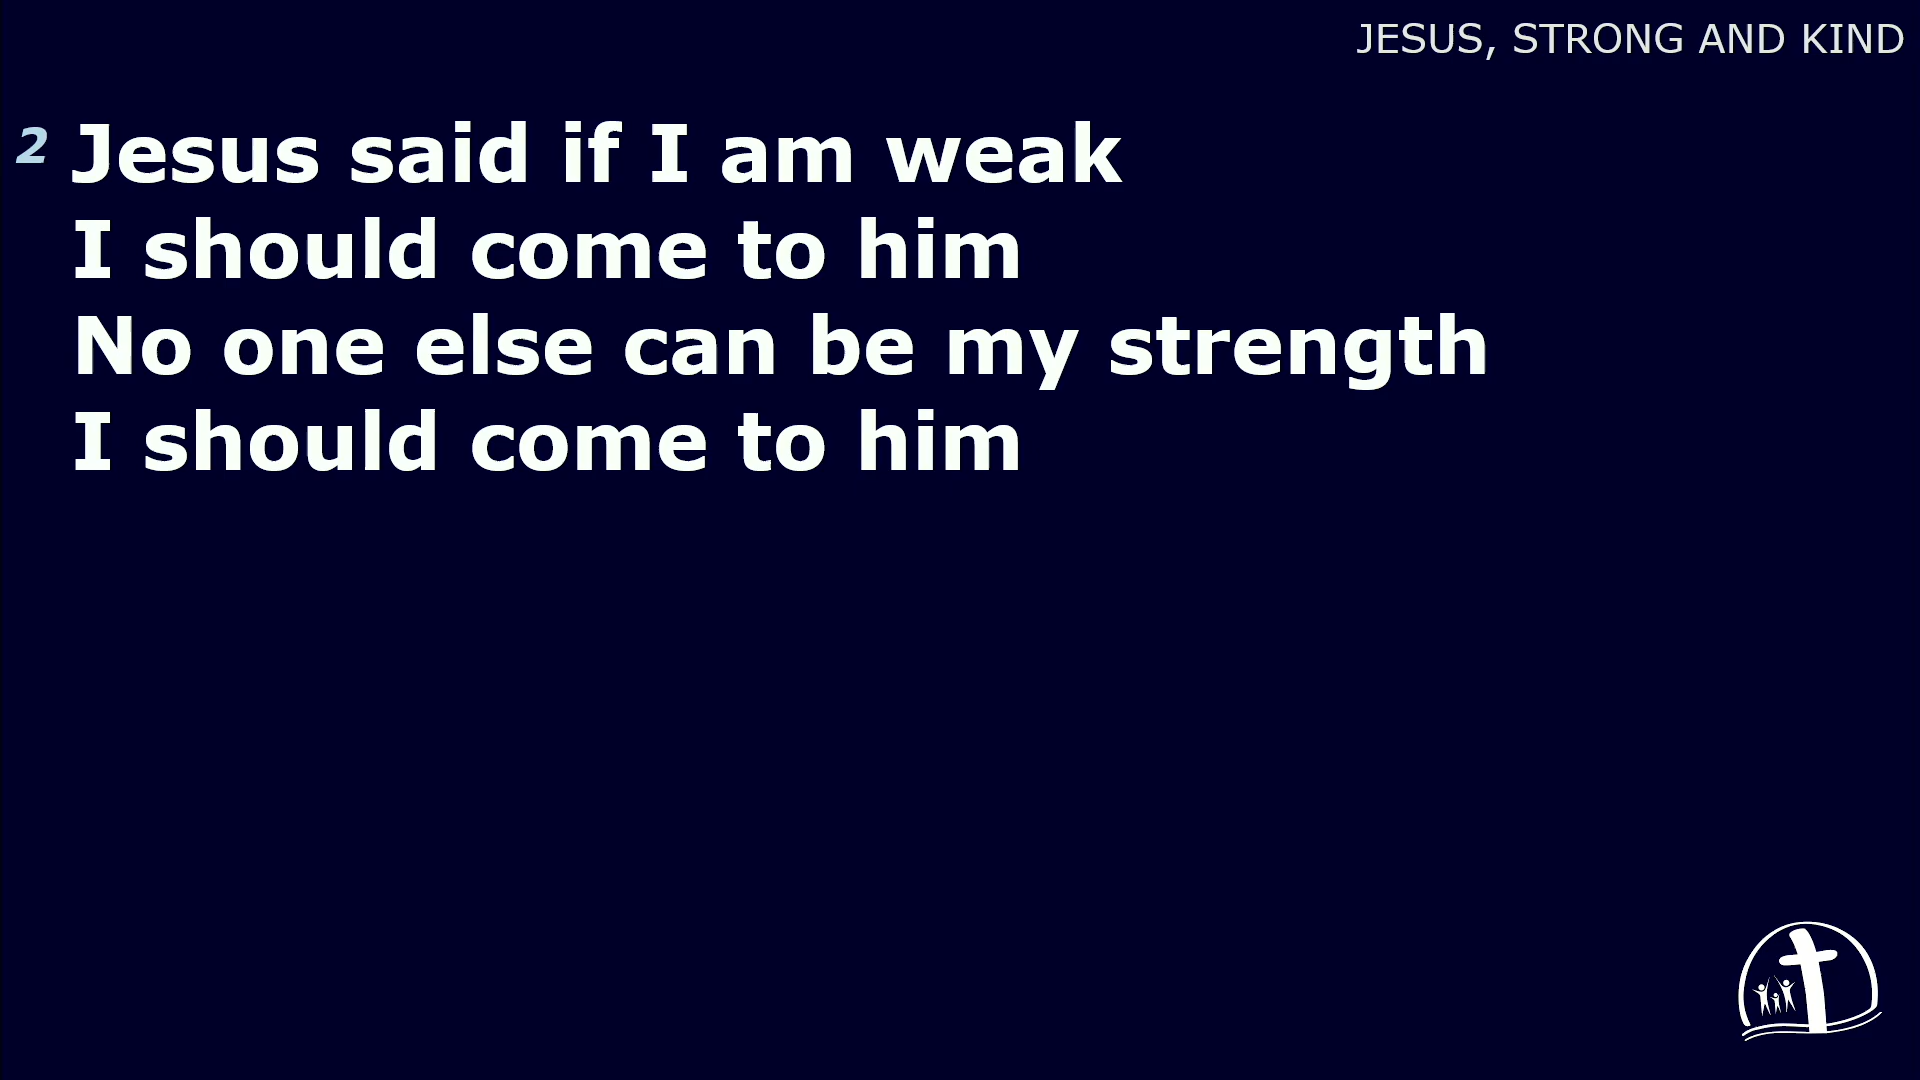 JESUS, STRONG AND KIND
2 Jesus said if I am weak
I should come to him
No one else can be my strength
I should come to him